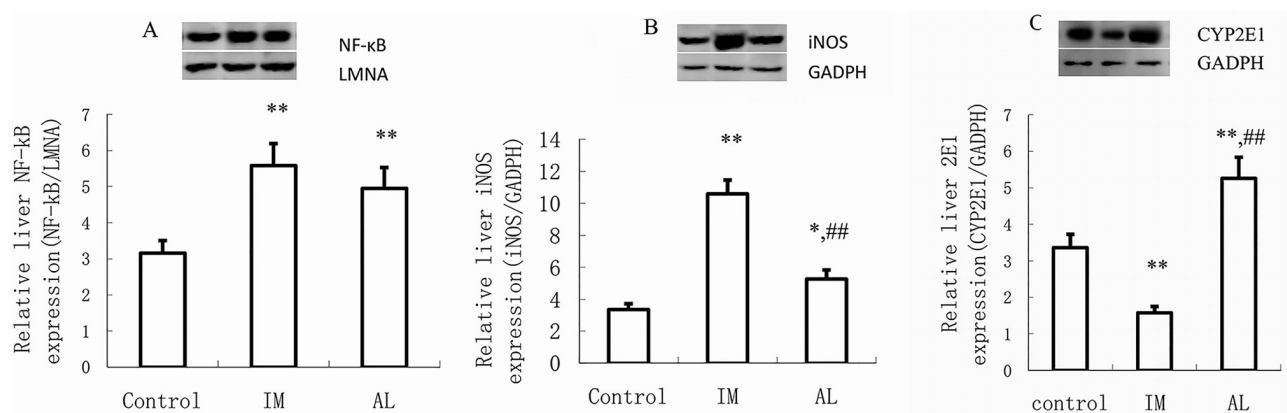 A
NF-κB
LMNA
Relative liver NF-kB
expression(NF-kB/LMNA)
7
6
5
4
3
2
1
0
**
**
Control IM AL
B
iNOS
GADPH
Relative liver iNOS
expression(iNOS/GADPH)
14
12
10
8
6
4
2
0
**
*,##
Control IM AL
C
CYP2E1
GADPH
Relative liver 2E1
expression(CYP2E1/GADPH)
7
6
5
4
3
2
1
0
**
**,##
control IM AL